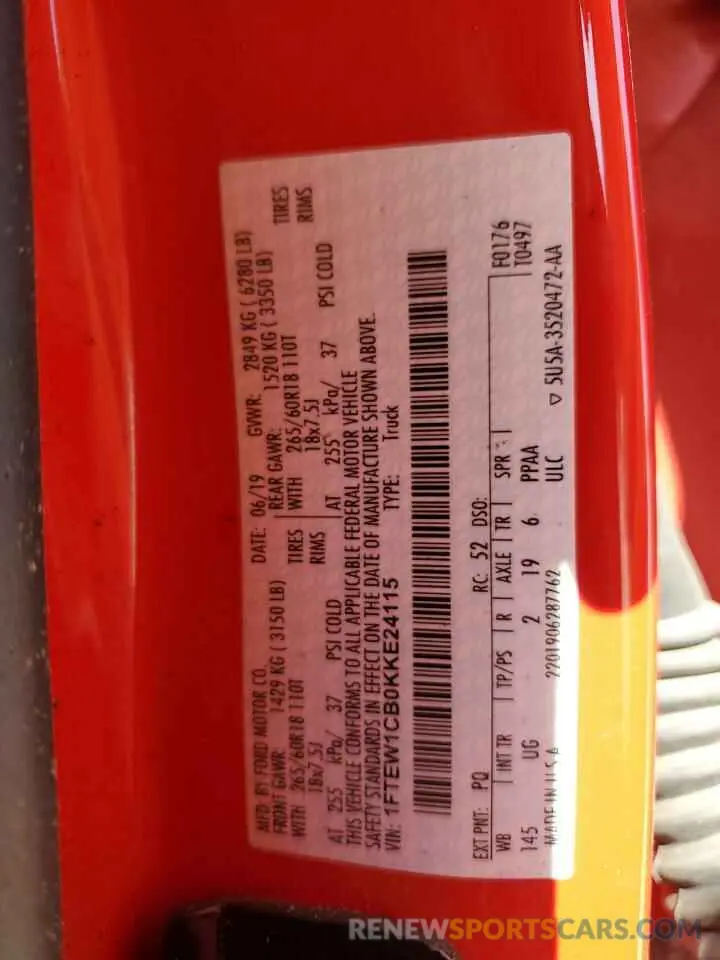 MFD BY FORD MOTOR CO. DATE: 06/19 GVWR: 2849 KG ( 6280 LB)
FRONT GAWR: 1429 KG ( 3150 LB) REAR GAWR: 1520 KG ( 3350 LB)
WITH 265/60R18 110T TIRES WITH 265/60R18 110T TIRES
18x7.5J RIMS 18x7.5J RIMS
AT 255 kPa/ 37 PSI COLD AT 255 kPa/ 37 PSI COLD
THIS VEHICLE CONFORMS TO ALL APPLICABLE FEDERAL MOTOR VEHICLE
SAFETY STANDARDS IN EFFECT ON THE DATE OF MANUFACTURE SHOWN ABOVE.
VIN: 1FTEW1CB0KKE24115 TYPE: Truck
EXT PNT: PQ RC: 52 DSO: F0176
WB INT TR TP/PS R AXLE TR SPR T0497
145 UG 2 19 6 PPAA
MADE IN U.S.A. 2201906287762 ULC ▽ 5U5A-3520472-AA
RENEWSPORTSCARS.COM